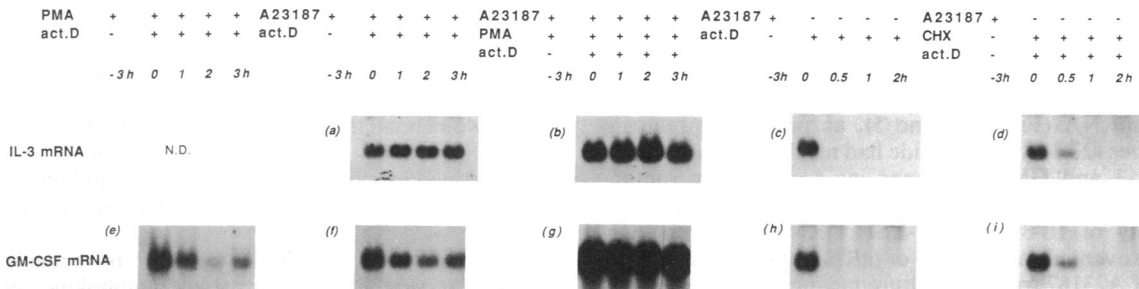 PMA + + + + + A23187 + + + + + A23187 + + + + + A23187 + - - - - A23187 + - - - -
act.D - + + + + act.D - + + + + PMA + + + + + act.D - + + + + CHX - + + + +
act.D - + + + + act.D - + + + +
-3h 0 1 2 3h -3h 0 1 2 3h -3h 0 1 2 3h -3h 0 0.5 1 2h -3h 0 0.5 1 2h
(a) (b) (c) (d)
IL-3 mRNA N.D.
(e) (f) (g) (h) (i)
GM-CSF mRNA